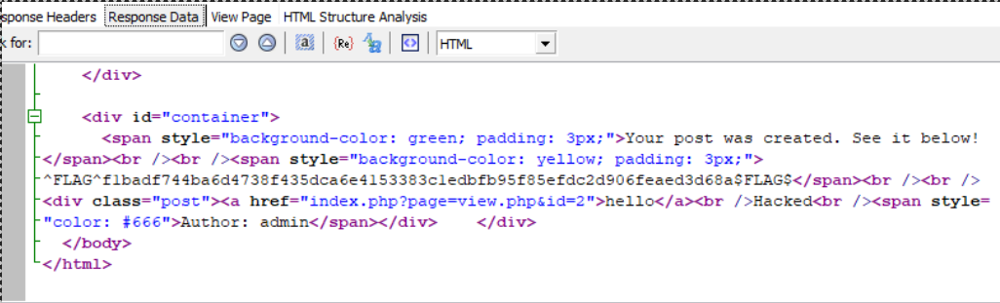 sponse Headers Response Data View Page HTML Structure Analysis
k for: a {Re} HTML
</div>
<div id="container">
<span style="background-color: green; padding: 3px;">Your post was created. See it below!
</span><br /><br /><span style="background-color: yellow; padding: 3px;">
^FLAG^f1badf744ba6d4738f435dca6e4153383c1edbfb95f85efdc2d906feaed3d68a$FLAG$</span><br /><br />
<div class="post"><a href="index.php?page=view.php&id=2">hello</a><br />Hacked<br /><span style=
"color: #666">Author: admin</span></div>    </div>
</body>
</html>